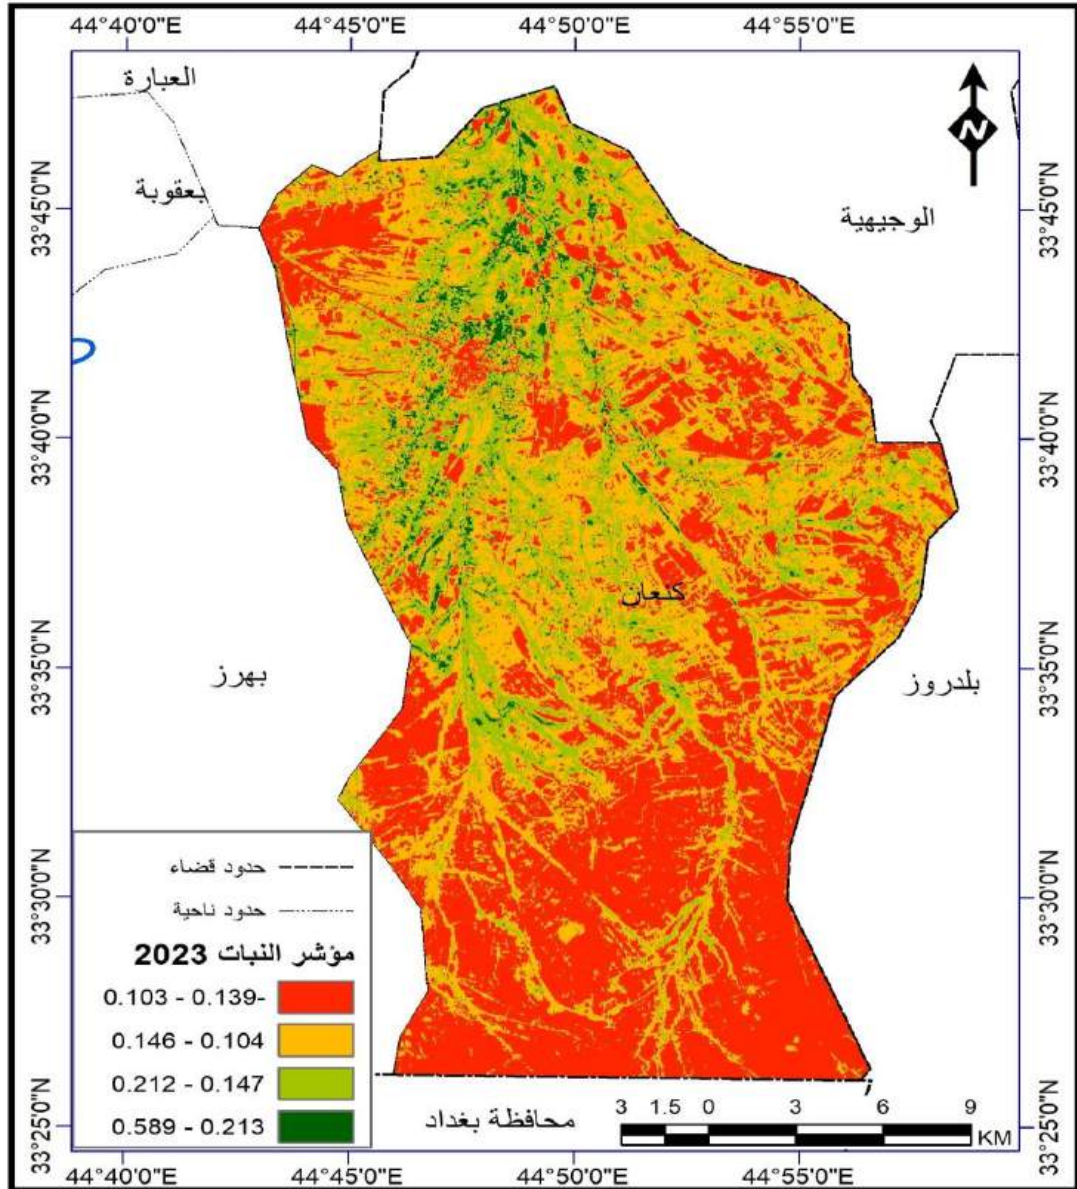 44°40'0"E 44°45'0"E 44°50'0"E 44°55'0"E
العبارة
N
بعقوبة
الوجيهية
33°45'0"N 33°45'0"N
33°40'0"N 33°40'0"N
كنعان
33°35'0"N 33°35'0"N
بهرز
بلدروز
33°30'0"N 33°30'0"N
حدود قضاء
حدود ناحية
مؤشر النبات 2023
0.103 - 0.139-
0.146 - 0.104
0.212 - 0.147
0.589 - 0.213
محافظة بغداد
3 1.5 0 3 6 9
KM
33°25'0"N 33°25'0"N
44°40'0"E 44°45'0"E 44°50'0"E 44°55'0"E